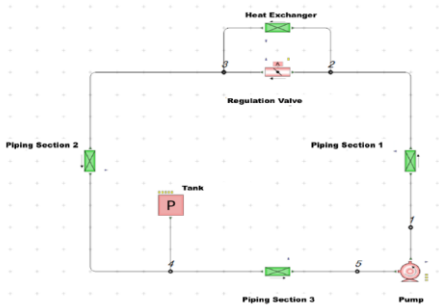 Heat Exchanger
3
2
Regulation Valve
Piping Section 2
Piping Section 1
Tank
P
1
4
5
Piping Section 3
Pump